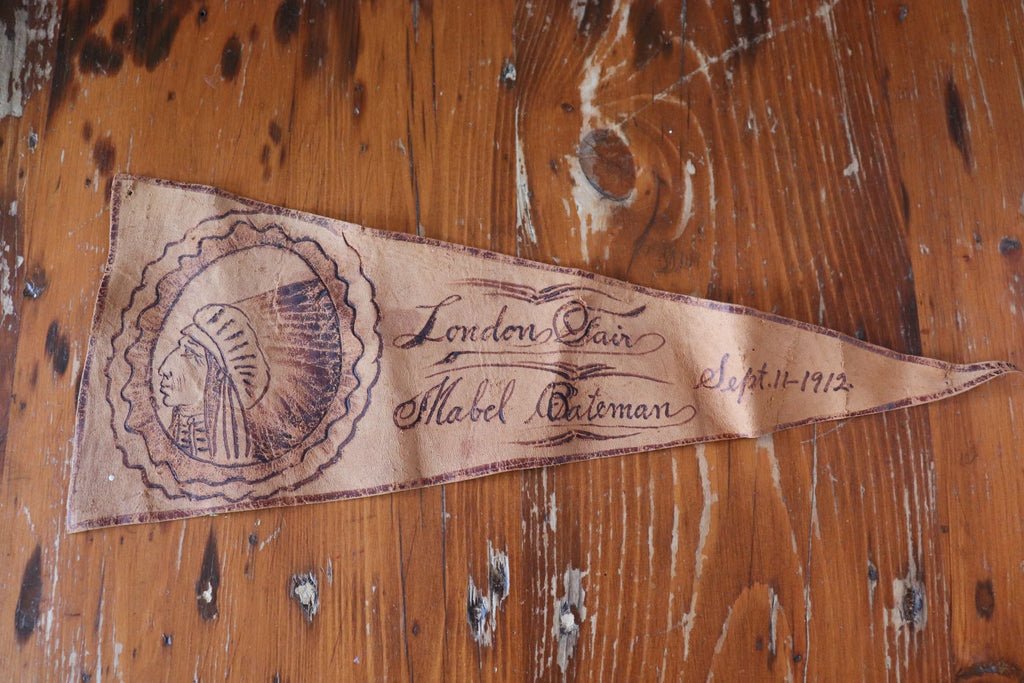 London Fair
Mabel Bateman
Sept. 11-1912.